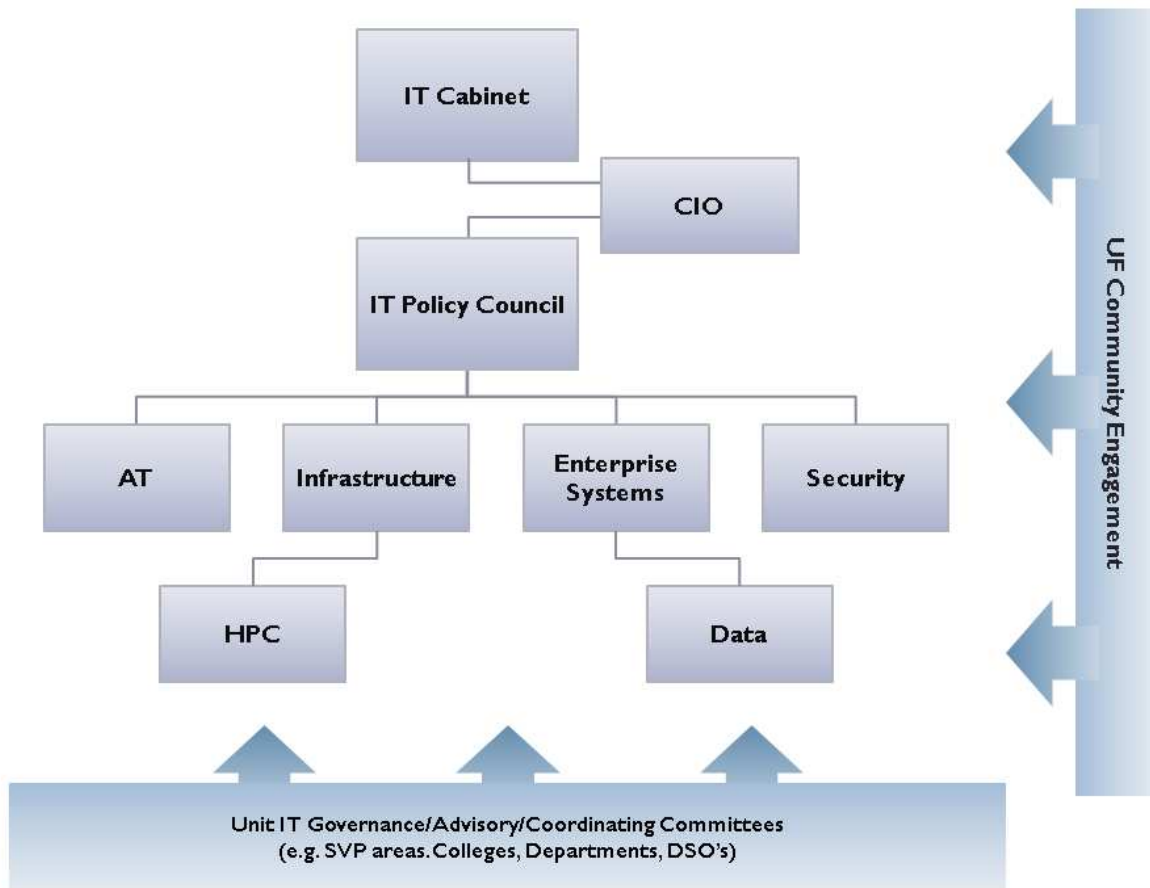 IT Cabinet
CIO
IT Policy Council
AT
Infrastructure
Enterprise
Systems
Security
HPC
Data
UF Community Engagement
Unit IT Governance/Advisory/Coordinating Committees
(e.g. SVP areas.Colleges, Departments, DSO's)